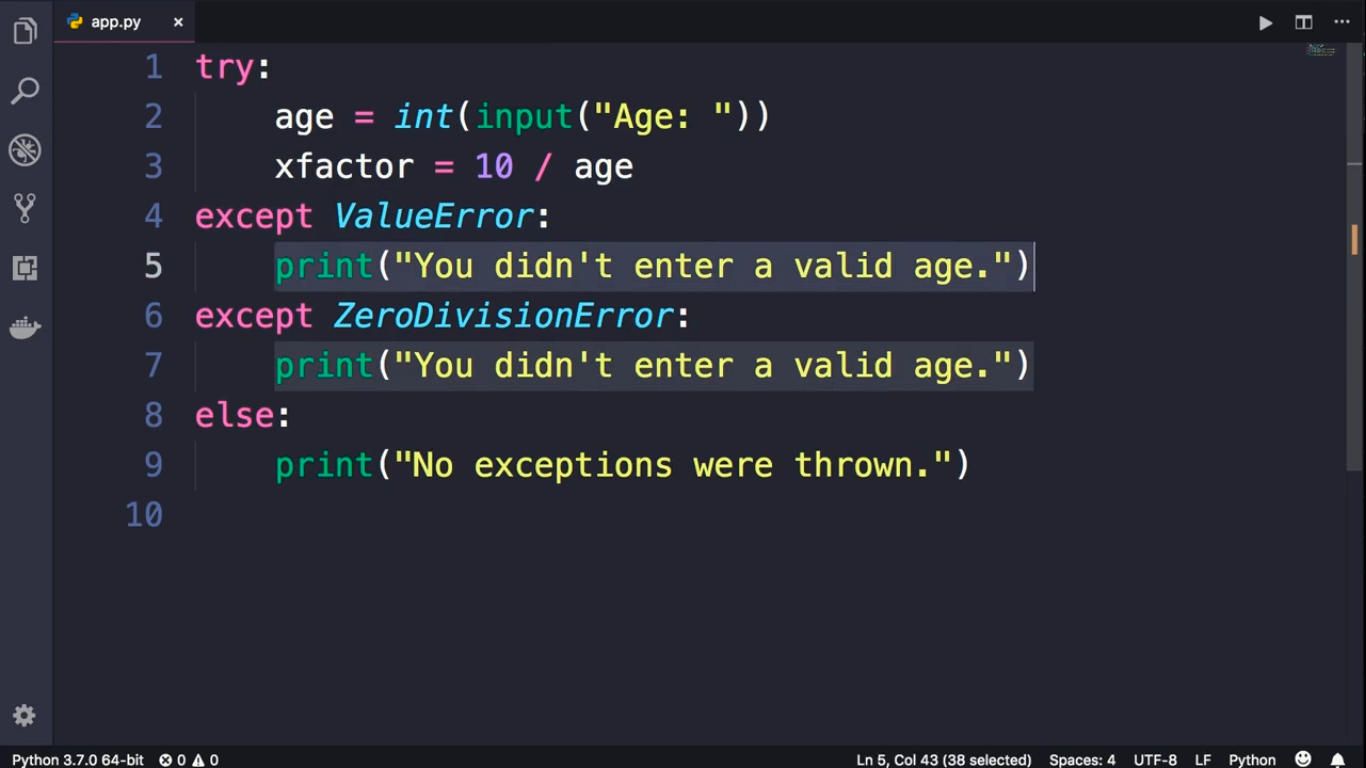 app.py ×
1 try:
2     age = int(input("Age: "))
3     xfactor = 10 / age
4 except ValueError:
5     print("You didn't enter a valid age.")
6 except ZeroDivisionError:
7     print("You didn't enter a valid age.")
8 else:
9     print("No exceptions were thrown.")
10
Python 3.7.0 64-bit 0 0 Ln 5, Col 43 (38 selected) Spaces: 4 UTF-8 LF Python